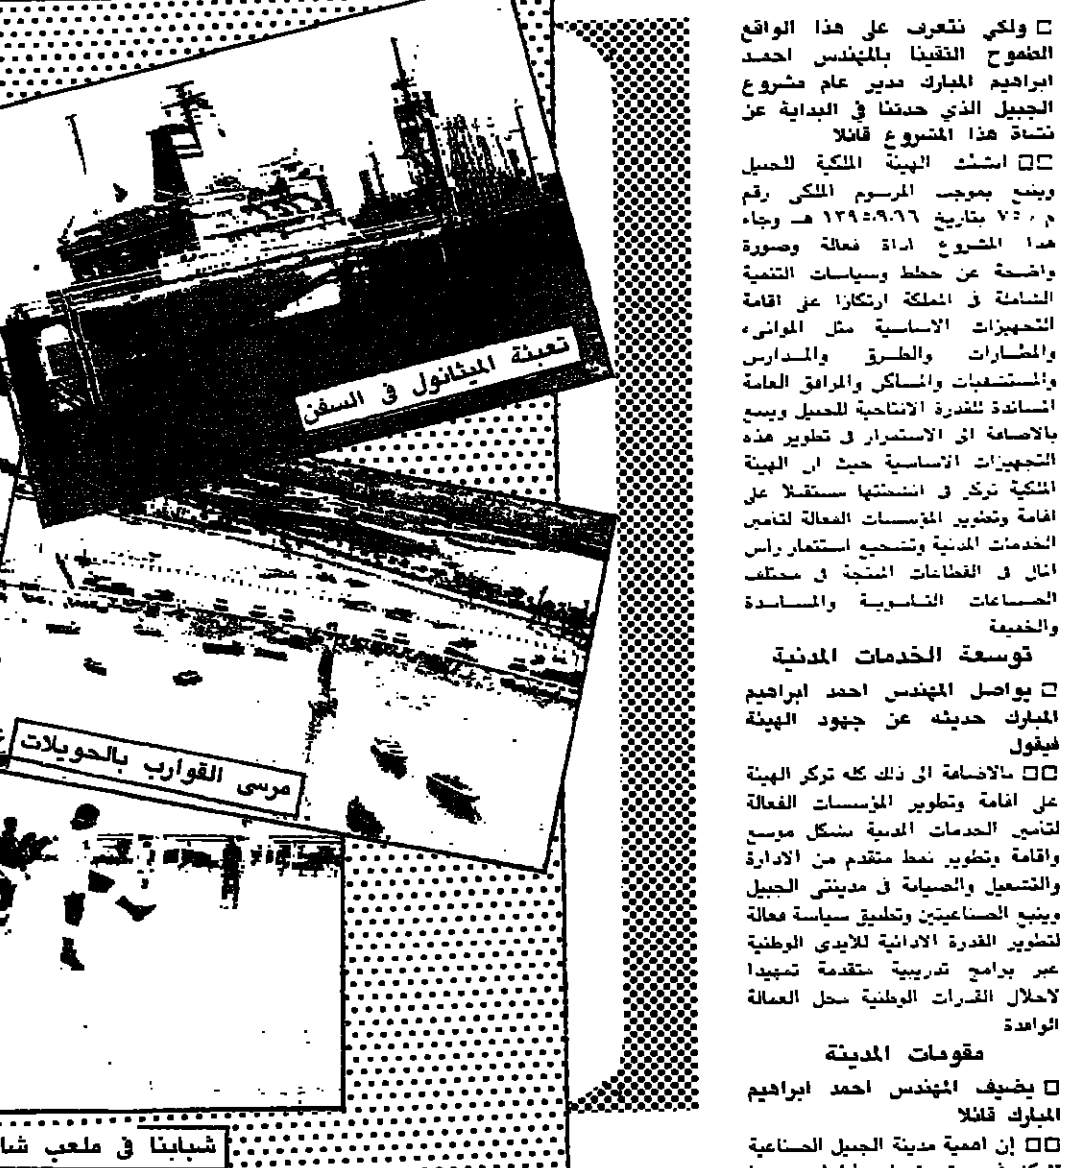 □ ولكي نتعرف على هذا الواقع
الطموح التقينا بالمهندس احمد
ابراهيم المبارك مدير عام مشروع
الجبيل الذي حدثنا في البداية عن
نشأة هذا المشروع قائلا
□□ انشئت الهيئة الملكية للجبيل
وينبع بموجب المرسوم الملكي رقم
م ٧٥٠ بتاريخ هـ وجاء
هذا المشروع اداة فعالة وصورة
واضحة عن خطط وسياسات التنمية
الشاملة في المملكة ارتكازا على اقامة
التجهيزات الاساسية مثل الموانىء
والمطارات والطرق والمدارس
والمستشفيات والمساكن والمرافق العامة
المساندة للقدرة الانتاجية للجبيل وينبع
بالاضافة الى الاستمرار في تطوير هذه
التجهيزات الاساسية حيث ان الهيئة
الملكية تركز في انشطتها مستقبلا على
اقامة وتطوير المؤسسات الفعالة لتامين
الخدمات المدنية وتشجيع استثمار راس
المال في القطاعات المنتجة في مختلف
الصناعات الثانوية والمساندة
والخفيفة
توسعة الخدمات المدنية
□ يواصل المهندس احمد ابراهيم
المبارك حديثه عن جهود الهيئة
فيقول
□□ بالاضافة الى ذلك كله تركز الهيئة
على اقامة وتطوير المؤسسات الفعالة
لتامين الخدمات المدنية بشكل موسع
واقامة وتطوير نمط متقدم من الادارة
والتشغيل والصيانة في مدينتي الجبيل
وينبع الصناعيتين وتطبيق سياسة فعالة
لتطوير القدرة الادائية للايدى الوطنية
عبر برامج تدريبية متقدمة تمهيدا
لاحلال القدرات الوطنية محل العمالة
الوافدة
مقومات المدينة
□ يضيف المهندس احمد ابراهيم
المبارك قائلا
□□ إن اهمية مدينة الجبيل الصناعية
تعبئة الميثانول في السفن
مرسى القوارب بالحويلات
شبابنا في ملعب